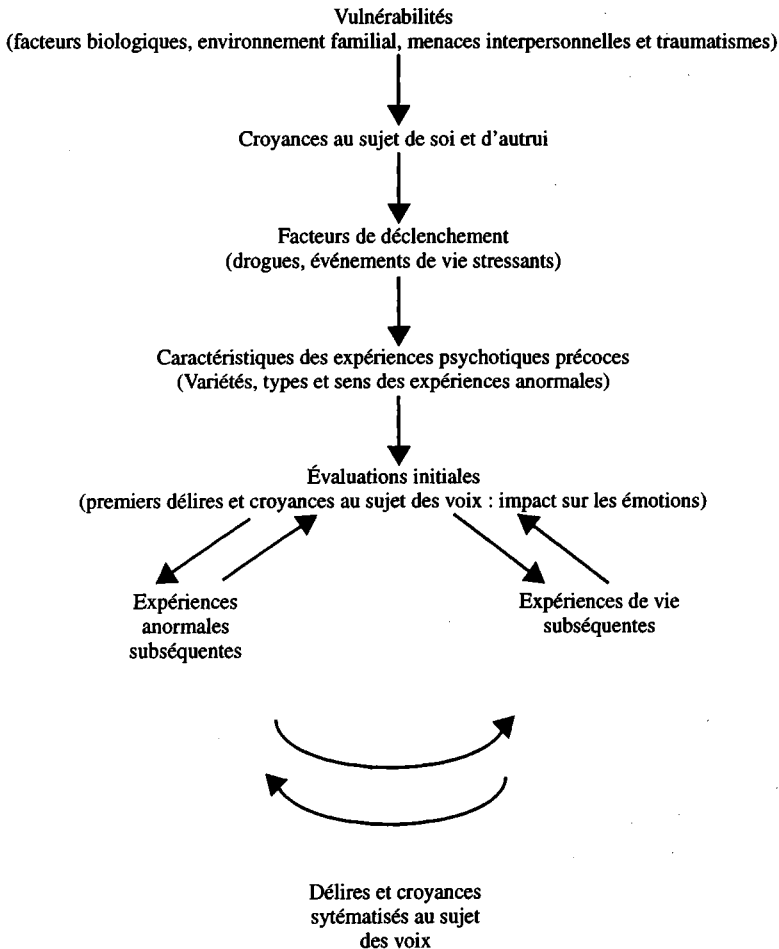 Vulnérabilités
(facteurs biologiques, environnement familial, menaces interpersonnelles et traumatismes)
Croyances au sujet de soi et d'autrui
Facteurs de déclenchement
(drogues, événements de vie stressants)
Caractéristiques des expériences psychotiques précoces
(Variétés, types et sens des expériences anormales)
Évaluations initiales
(premiers délires et croyances au sujet des voix : impact sur les émotions)
Expériences
anormales
subséquentes
Expériences de vie
subséquentes
Délires et croyances
sytématisés au sujet
des voix